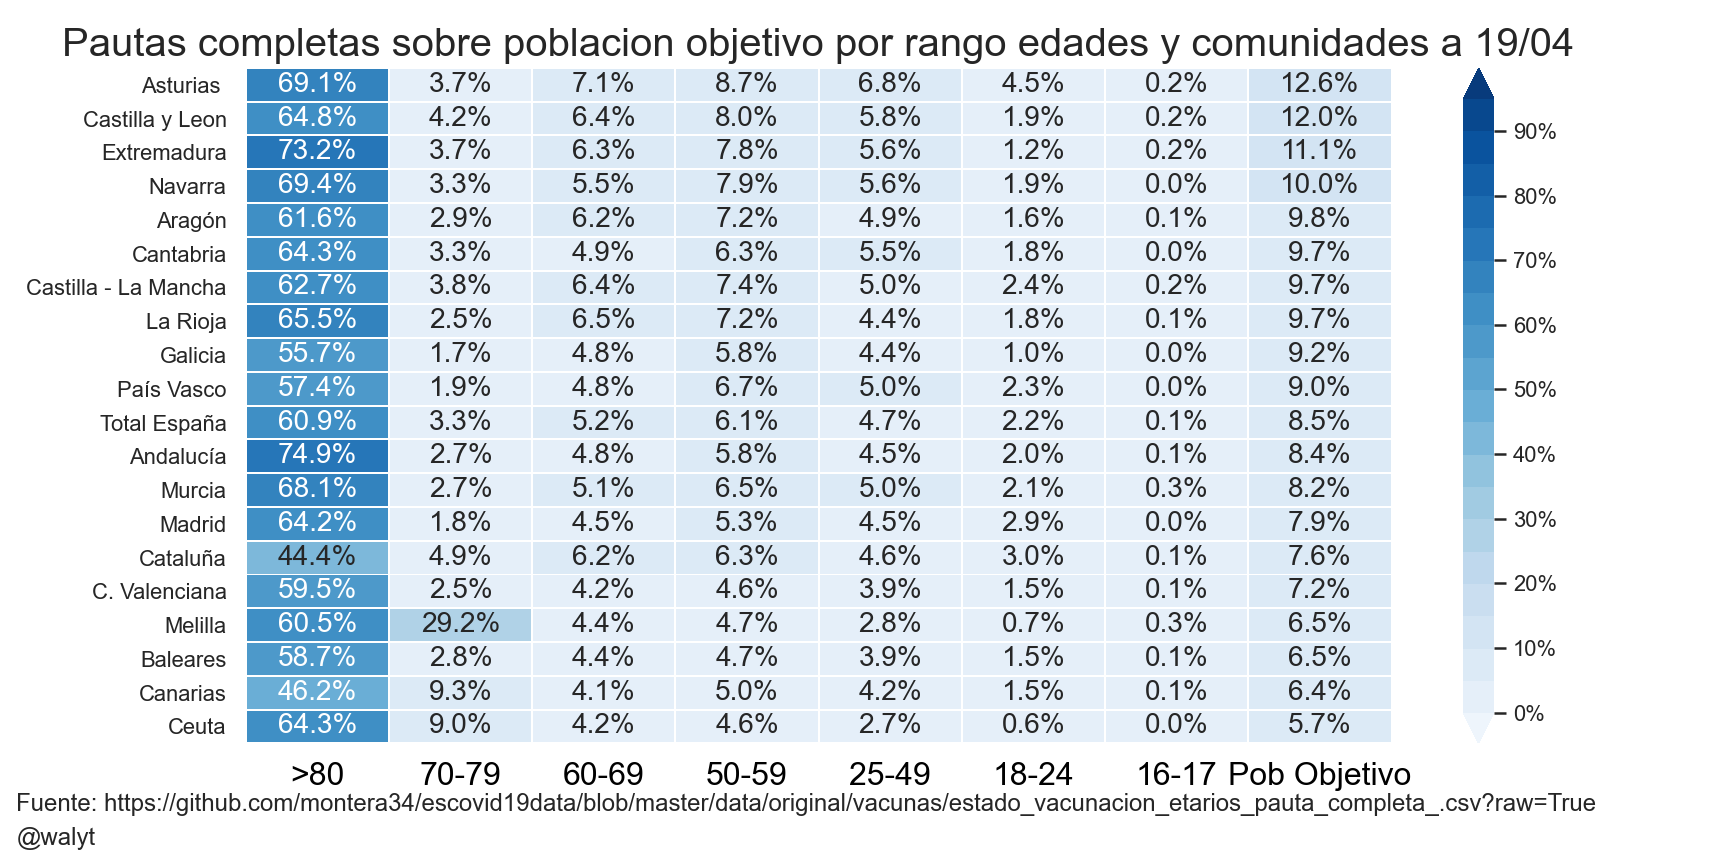 Pautas completas sobre poblacion objetivo por rango edades y comunidades a 19/04
Asturias 69.1% 3.7% 7.1% 8.7% 6.8% 4.5% 0.2% 12.6%
Castilla y Leon 64.8% 4.2% 6.4% 8.0% 5.8% 1.9% 0.2% 12.0%
Extremadura 73.2% 3.7% 6.3% 7.8% 5.6% 1.2% 0.2% 11.1%
Navarra 69.4% 3.3% 5.5% 7.9% 5.6% 1.9% 0.0% 10.0%
Aragón 61.6% 2.9% 6.2% 7.2% 4.9% 1.6% 0.1% 9.8%
Cantabria 64.3% 3.3% 4.9% 6.3% 5.5% 1.8% 0.0% 9.7%
Castilla - La Mancha 62.7% 3.8% 6.4% 7.4% 5.0% 2.4% 0.2% 9.7%
La Rioja 65.5% 2.5% 6.5% 7.2% 4.4% 1.8% 0.1% 9.7%
Galicia 55.7% 1.7% 4.8% 5.8% 4.4% 1.0% 0.0% 9.2%
País Vasco 57.4% 1.9% 4.8% 6.7% 5.0% 2.3% 0.0% 9.0%
Total España 60.9% 3.3% 5.2% 6.1% 4.7% 2.2% 0.1% 8.5%
Andalucía 74.9% 2.7% 4.8% 5.8% 4.5% 2.0% 0.1% 8.4%
Murcia 68.1% 2.7% 5.1% 6.5% 5.0% 2.1% 0.3% 8.2%
Madrid 64.2% 1.8% 4.5% 5.3% 4.5% 2.9% 0.0% 7.9%
Cataluña 44.4% 4.9% 6.2% 6.3% 4.6% 3.0% 0.1% 7.6%
C. Valenciana 59.5% 2.5% 4.2% 4.6% 3.9% 1.5% 0.1% 7.2%
Melilla 60.5% 29.2% 4.4% 4.7% 2.8% 0.7% 0.3% 6.5%
Baleares 58.7% 2.8% 4.4% 4.7% 3.9% 1.5% 0.1% 6.5%
Canarias 46.2% 9.3% 4.1% 5.0% 4.2% 1.5% 0.1% 6.4%
Ceuta 64.3% 9.0% 4.2% 4.6% 2.7% 0.6% 0.0% 5.7%
>80 70-79 60-69 50-59 25-49 18-24 16-17 Pob Objetivo
90%
80%
70%
60%
50%
40%
30%
20%
10%
0%
Fuente: https://github.com/montera34/escovid19data/blob/master/data/original/vacunas/estado_vacunacion_etarios_pauta_completa_.csv?raw=True
@walyt